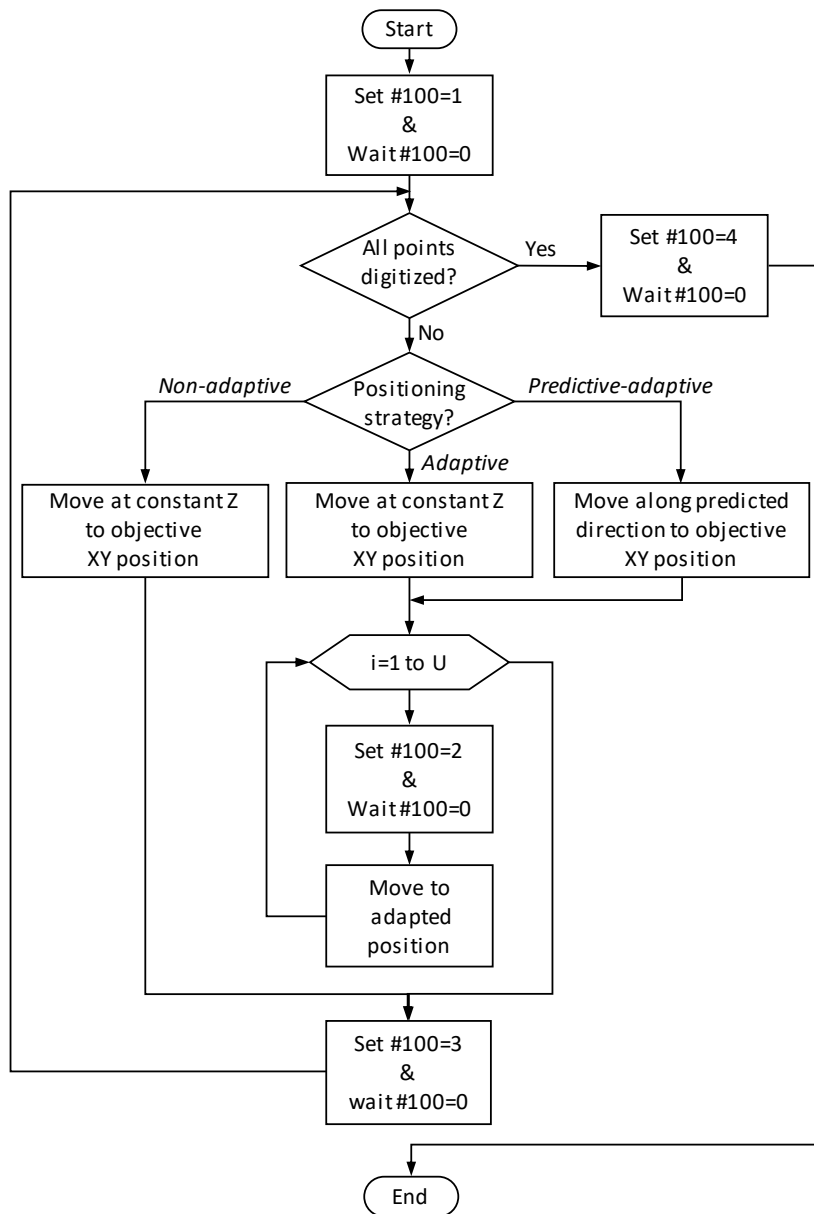 Start
Set #100=1
&
Wait #100=0
All points
digitized?
Yes
Set #100=4
&
Wait #100=0
No
Non-adaptive
Positioning
strategy?
Predictive-adaptive
Adaptive
Move at constant Z
to objective
XY position
Move at constant Z
to objective
XY position
Move along predicted
direction to objective
XY position
i=1 to U
Set #100=2
&
Wait #100=0
Move to
adapted
position
Set #100=3
&
wait #100=0
End